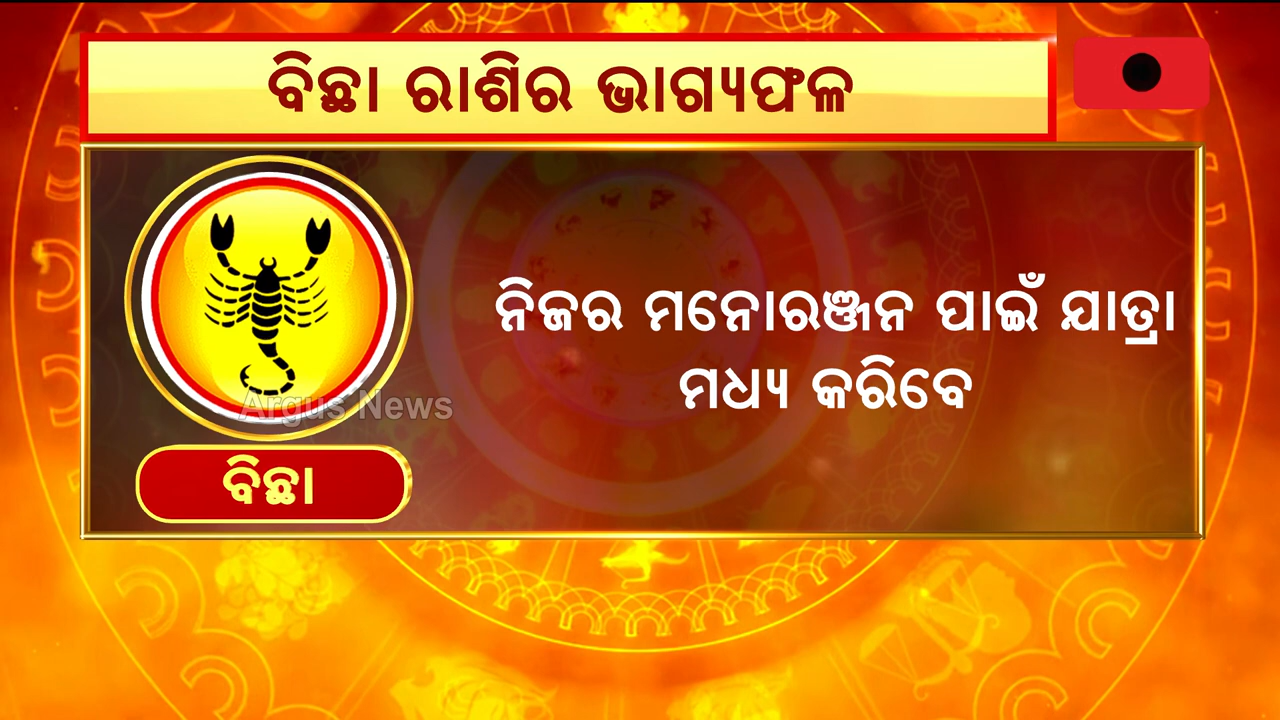 ବିଛା ରାଶିର ଭାଗ୍ୟଫଳ
ନିଜର ମନୋରଞ୍ଜନ ପାଇଁ ଯାତ୍ରା
ମଧ୍ୟ କରିବେ
Argus News
ବିଛା